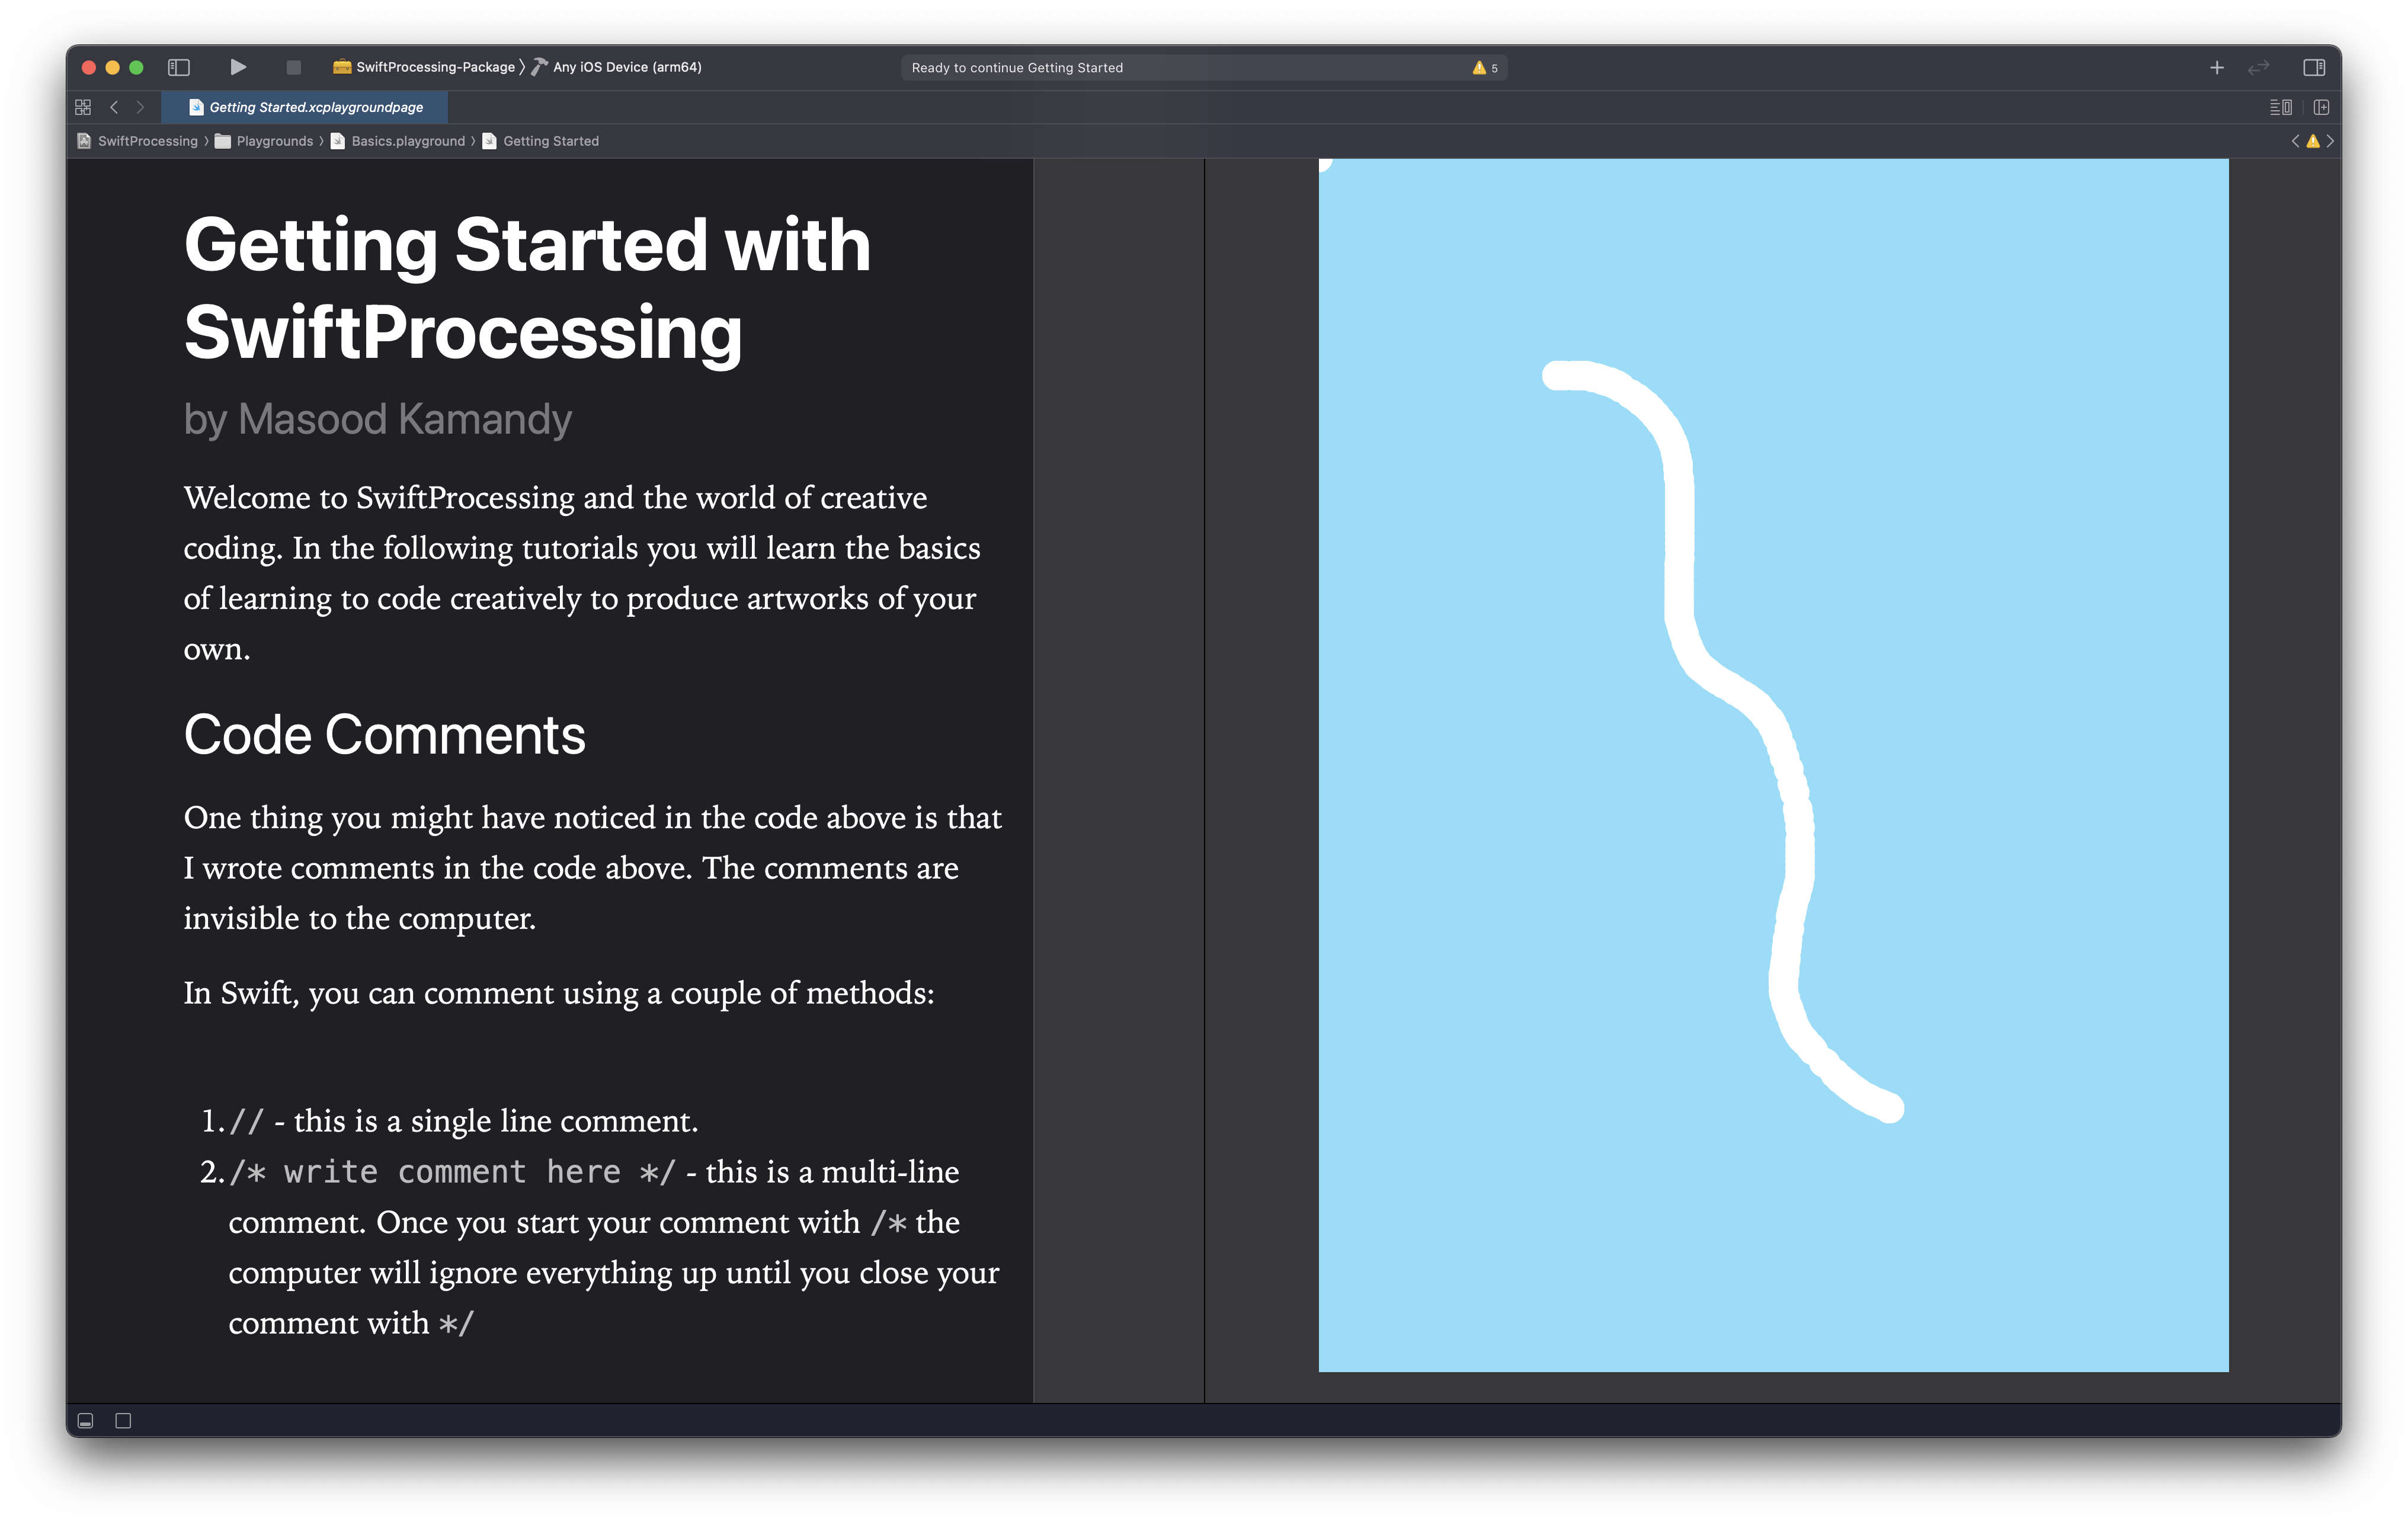 SwiftProcessing-Package 〉 Any iOS Device (arm64)
Ready to continue Getting Started
5
Getting Started.xcplaygroundpage
SwiftProcessing 〉 Playgrounds 〉 Basics.playground 〉 Getting Started
Getting Started with
SwiftProcessing
by Masood Kamandy
Welcome to SwiftProcessing and the world of creative
coding. In the following tutorials you will learn the basics
of learning to code creatively to produce artworks of your
own.
Code Comments
One thing you might have noticed in the code above is that
I wrote comments in the code above. The comments are
invisible to the computer.
In Swift, you can comment using a couple of methods:
1. // - this is a single line comment.
2. /* write comment here */ - this is a multi-line
comment. Once you start your comment with /* the
computer will ignore everything up until you close your
comment with */